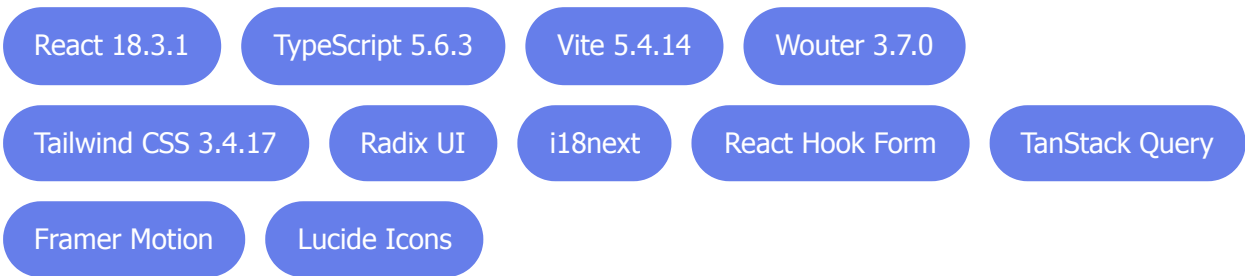 React 18.3.1 TypeScript 5.6.3 Vite 5.4.14 Wouter 3.7.0
Tailwind CSS 3.4.17 Radix UI i18next React Hook Form TanStack Query
Framer Motion Lucide Icons